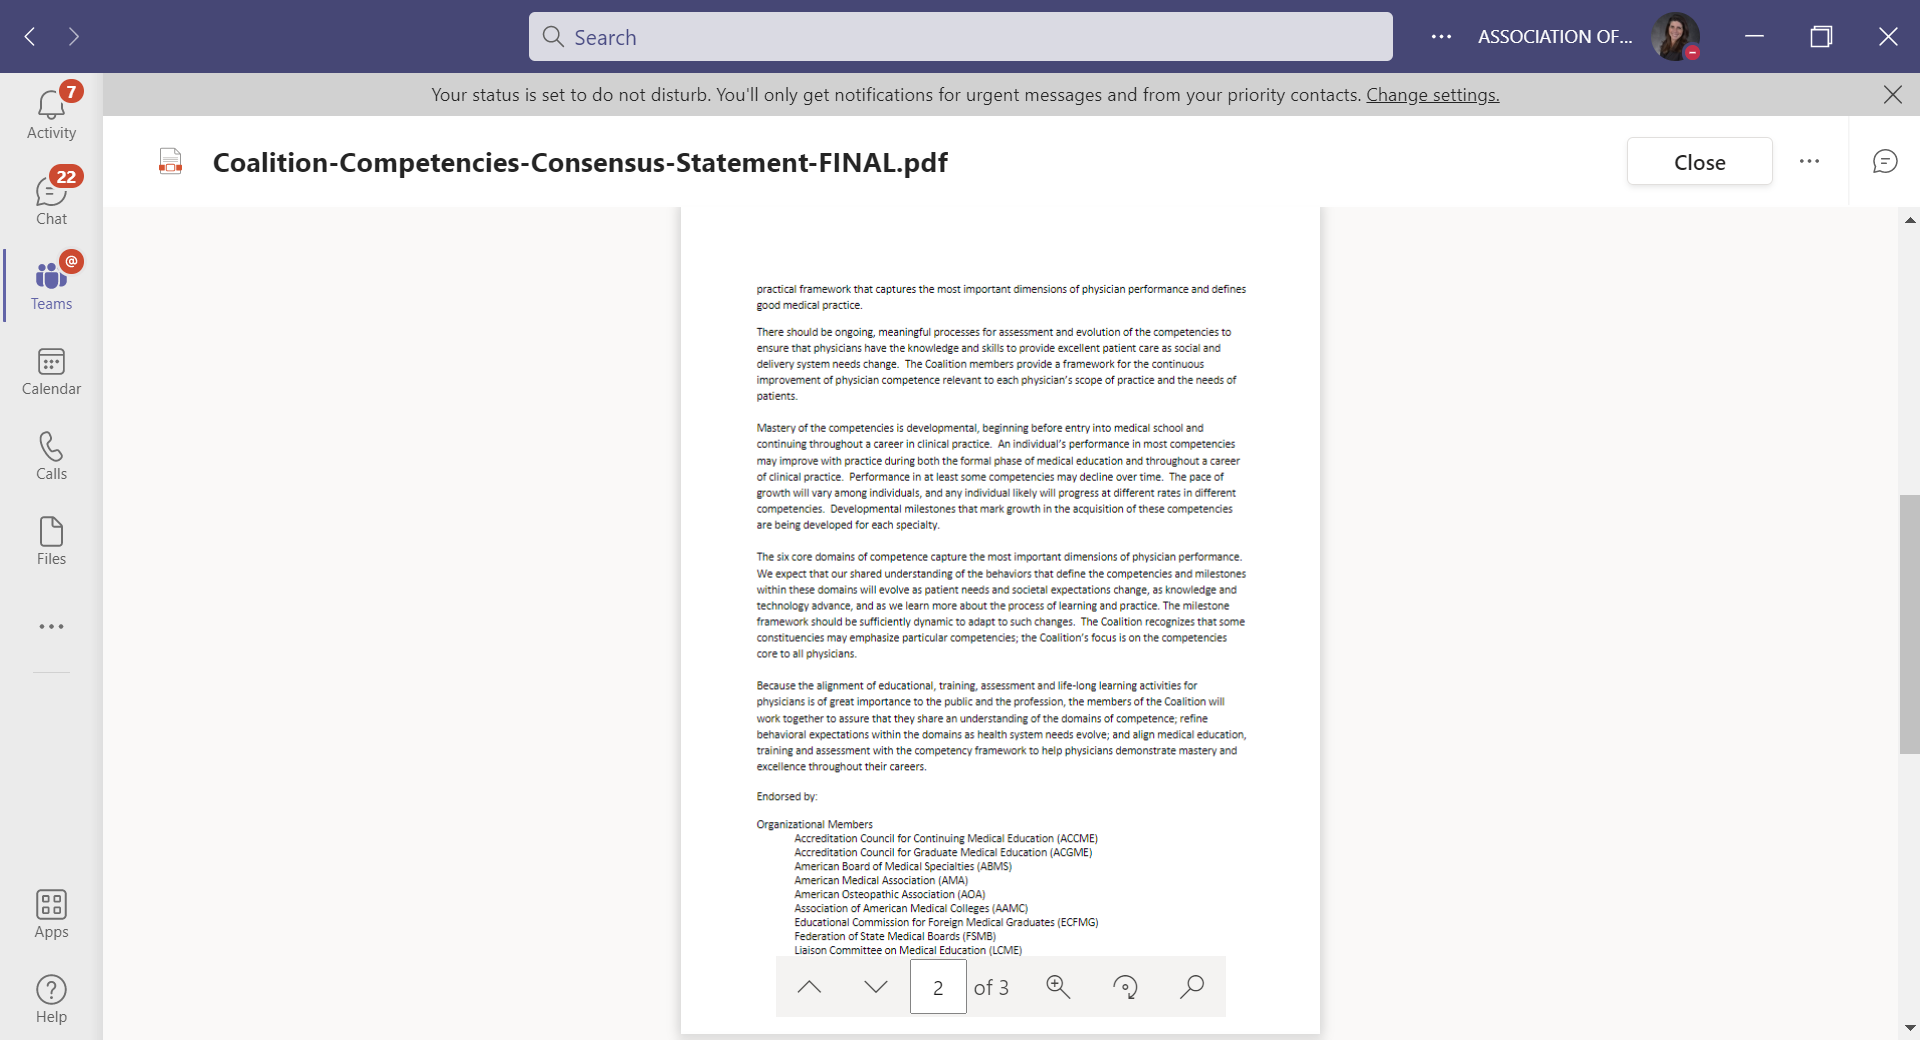 Search
ASSOCIATION OF...
7
Activity
Your status is set to do not disturb. You'll only get notifications for urgent messages and from your priority contacts. Change settings.
22
Chat
@
Teams
Calendar
Calls
Files
Apps
Help
Coalition-Competencies-Consensus-Statement-FINAL.pdf
Close
practical framework that captures the most important dimensions of physician performance and defines
good medical practice.
There should be ongoing, meaningful processes for assessment and evolution of the competencies to
ensure that physicians have the knowledge and skills to provide excellent patient care as social and
delivery system needs change. The Coalition members provide a framework for the continuous
improvement of physician competence relevant to each physician's scope of practice and the needs of
patients.
Mastery of the competencies is developmental, beginning before entry into medical school and
continuing throughout a career in clinical practice. An individual's performance in most competencies
may improve with practice during both the formal phase of medical education and throughout a career
of clinical practice. Performance in at least some competencies may decline over time. The pace of
growth will vary among individuals, and any individual likely will progress at different rates in different
competencies. Developmental milestones that mark growth in the acquisition of these competencies
are being developed for each specialty.
The six core domains of competence capture the most important dimensions of physician performance.
We expect that our shared understanding of the behaviors that define the competencies and milestones
within these domains will evolve as patient needs and societal expectations change, as knowledge and
technology advance, and as we learn more about the process of learning and practice. The milestone
framework should be sufficiently dynamic to adapt to such changes. The Coalition recognizes that some
constituencies may emphasize particular competencies; the Coalition's focus is on the competencies
core to all physicians.
Because the alignment of educational, training, assessment and life-long learning activities for
physicians is of great importance to the public and the profession, the members of the Coalition will
work together to assure that they share an understanding of the domains of competence; refine
behavioral expectations within the domains as health system needs evolve; and align medical education,
training and assessment with the competency framework to help physicians demonstrate mastery and
excellence throughout their careers.
Endorsed by:
Organizational Members
Accreditation Council for Continuing Medical Education (ACCME)
Accreditation Council for Graduate Medical Education (ACGME)
American Board of Medical Specialties (ABMS)
American Medical Association (AMA)
American Osteopathic Association (AOA)
Association of American Medical Colleges (AAMC)
Educational Commission for Foreign Medical Graduates (ECFMG)
Federation of State Medical Boards (FSMB)
Liaison Committee on Medical Education (LCME)
2 of 3